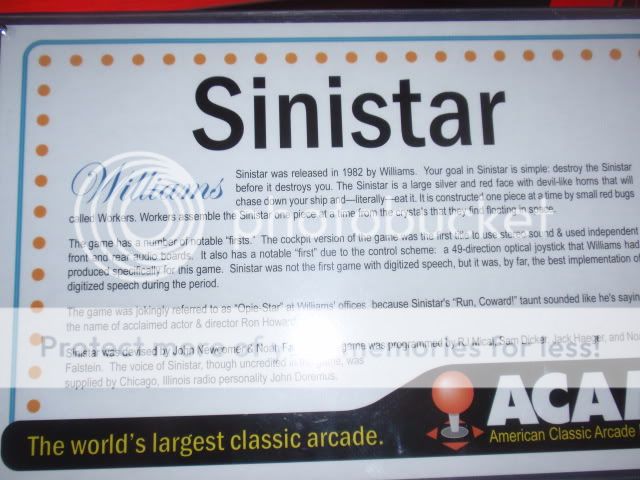 Sinistar
Williams
Sinistar was released in 1982 by Williams. Your goal in Sinistar is simple: destroy the Sinistar
before it destroys you. The Sinistar is a large silver and red face with devil-like horns that will
chase down your ship and—literally—eat it. It is constructed one piece at a time by small red bugs
called Workers. Workers assemble the Sinistar one piece at a time from the crystals that they find floating in space.
The game has a number of notable "firsts." The cockpit version of the game was the first title to use stereo sound & used independent
front and rear audio boards. It also has a notable "first" due to the control scheme: a 49-direction optical joystick that Williams had
produced specifically for this game. Sinistar was not the first game with digitized speech, but it was, by far, the best implementation of
digitized speech during the period.
The game was jokingly referred to as "Opie-Star" at Williams' offices, because Sinistar's "Run, Coward!" taunt sounded like he's saying
the name of acclaimed actor & director Ron Howard
Sinistar was devised by John Newcomer & Noah game was programmed by RJ Mical, Sam Dicker, Jack Haeger, and
Falstein. The voice of Sinistar, though uncredited in the game, was
supplied by Chicago, Illinois radio personality John Doremus.
photobucket
Protect more of your memories for less!
ACA
American Classic Arcade
The world's largest classic arcade.